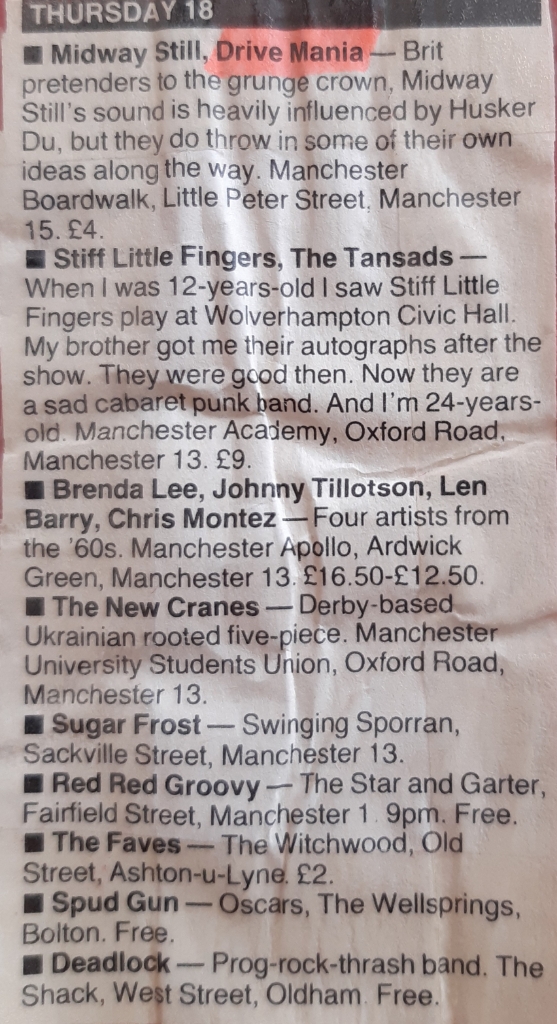 THURSDAY 18
■ Midway Still, Drive Mania — Brit
pretenders to the grunge crown, Midway
Still's sound is heavily influenced by Husker
Du, but they do throw in some of their own
ideas along the way. Manchester
Boardwalk, Little Peter Street, Manchester
15. £4.
■ Stiff Little Fingers, The Tansads —
When I was 12-years-old I saw Stiff Little
Fingers play at Wolverhampton Civic Hall.
My brother got me their autographs after the
show. They were good then. Now they are
a sad cabaret punk band. And I'm 24-years-
old. Manchester Academy, Oxford Road,
Manchester 13. £9.
■ Brenda Lee, Johnny Tillotson, Len
Barry, Chris Montez — Four artists from
the '60s. Manchester Apollo, Ardwick
Green, Manchester 13. £16.50-£12.50.
■ The New Cranes — Derby-based
Ukrainian rooted five-piece. Manchester
University Students Union, Oxford Road,
Manchester 13.
■ Sugar Frost — Swinging Sporran,
Sackville Street, Manchester 13.
■ Red Red Groovy — The Star and Garter,
Fairfield Street, Manchester 1. 9pm. Free.
■ The Faves — The Witchwood, Old
Street, Ashton-u-Lyne. £2.
■ Spud Gun — Oscars, The Wellsprings,
Bolton. Free.
■ Deadlock — Prog-rock-thrash band. The
Shack, West Street, Oldham. Free.